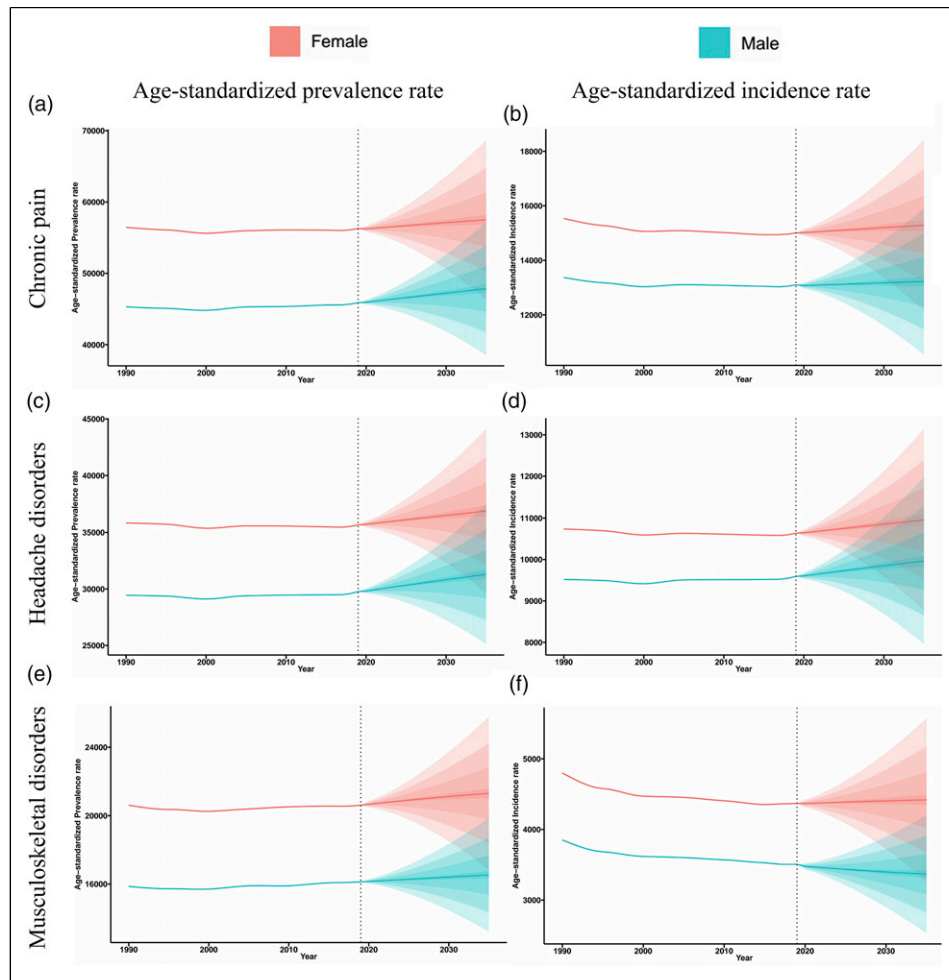 Female
Male
Age-standardized prevalence rate
Age-standardized incidence rate
(a)
Chronic pain
Age−standardized Prevalence rate
70000
60000
50000
40000
1990
2000
2010
2020
2030
Year
(b)
Age−standardized Incidence rate
18000
16000
14000
12000
1990
2000
2010
2020
2030
Year
(c)
Headache disorders
Age−standardized Prevalence rate
45000
40000
35000
30000
25000
1990
2000
2010
2020
2030
Year
(d)
Age−standardized Incidence rate
13000
12000
11000
10000
9000
8000
1990
2000
2010
2020
2030
Year
(e)
Musculoskeletal disorders
Age−standardized Prevalence rate
24000
20000
16000
1990
2000
2010
2020
2030
Year
(f)
Age−standardized Incidence rate
5000
4000
3000
1990
2000
2010
2020
2030
Year